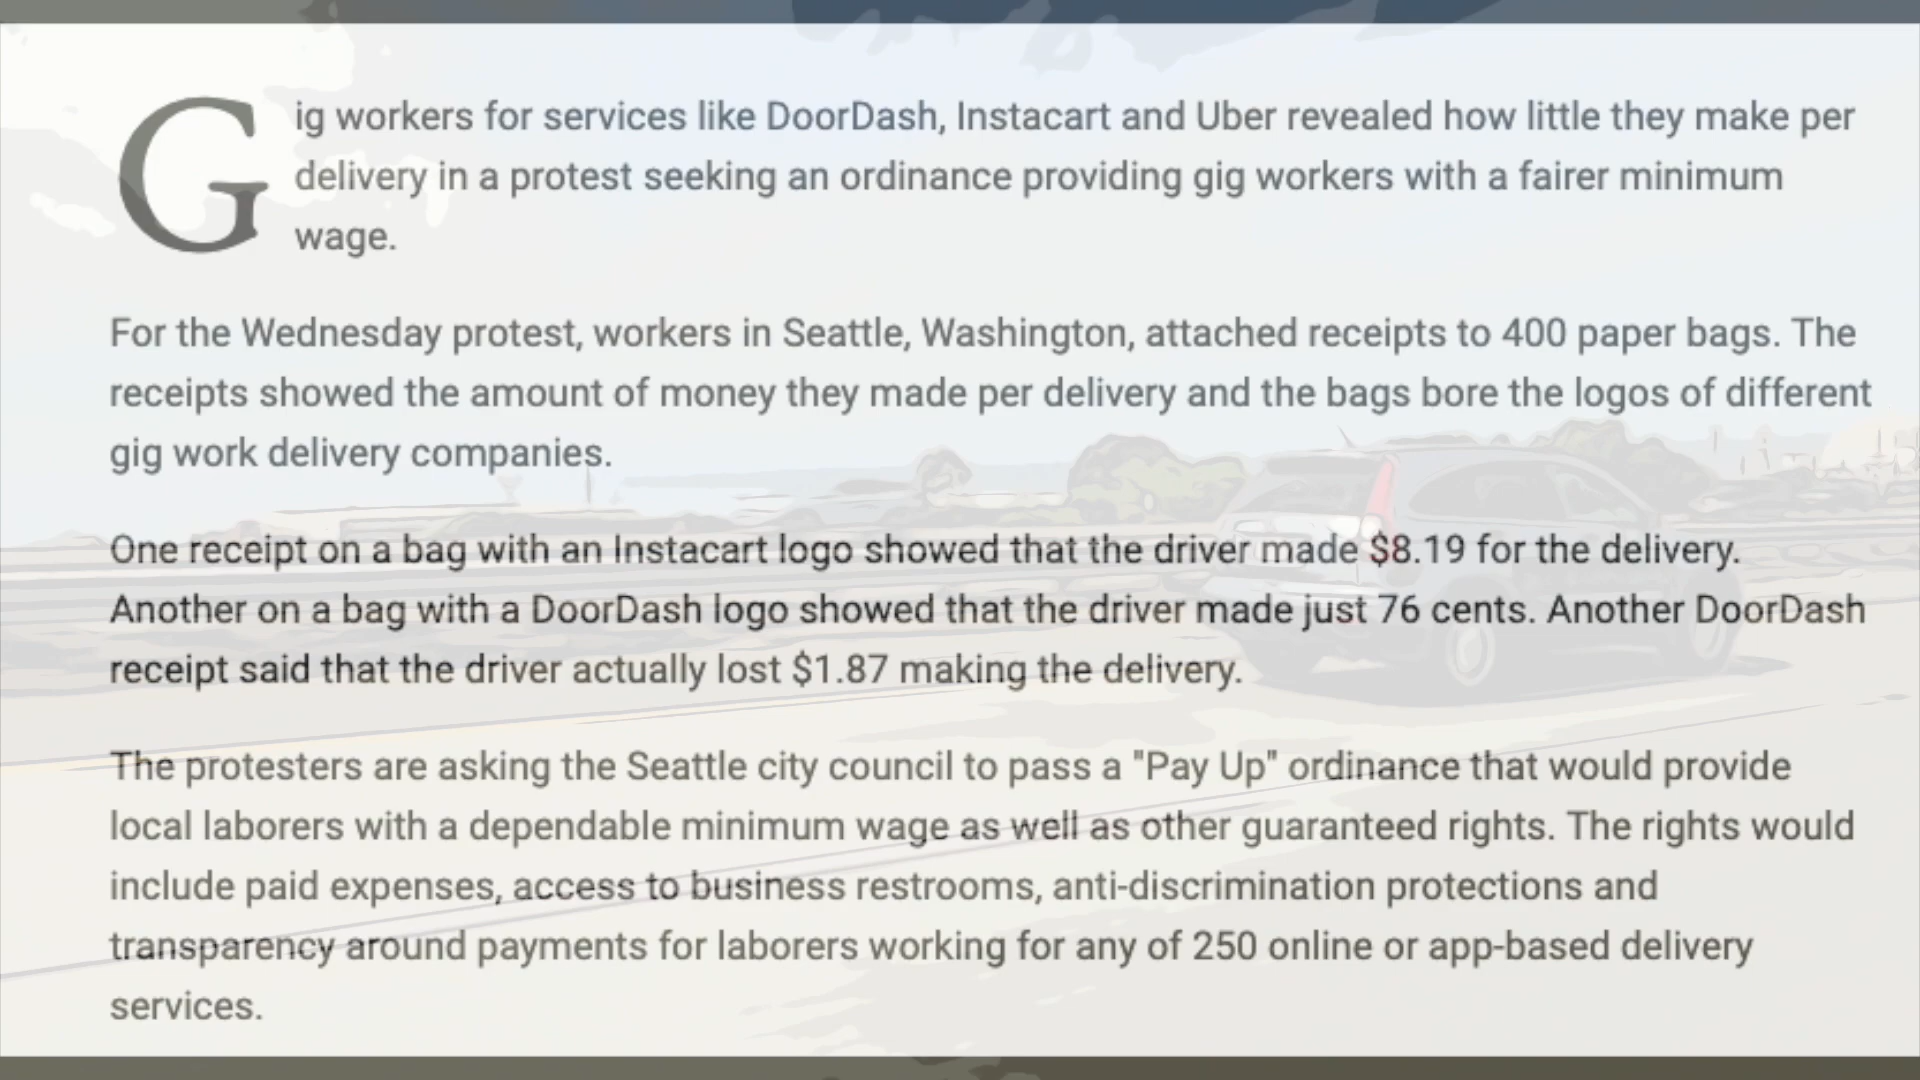 Gig workers for services like DoorDash, Instacart and Uber revealed how little they make per
delivery in a protest seeking an ordinance providing gig workers with a fairer minimum
wage.
For the Wednesday protest, workers in Seattle, Washington, attached receipts to 400 paper bags. The
receipts showed the amount of money they made per delivery and the bags bore the logos of different
gig work delivery companies.
One receipt on a bag with an Instacart logo showed that the driver made $8.19 for the delivery.
Another on a bag with a DoorDash logo showed that the driver made just 76 cents. Another DoorDash
receipt said that the driver actually lost $1.87 making the delivery.
The protesters are asking the Seattle city council to pass a "Pay Up" ordinance that would provide
local laborers with a dependable minimum wage as well as other guaranteed rights. The rights would
include paid expenses, access to business restrooms, anti-discrimination protections and
transparency around payments for laborers working for any of 250 online or app-based delivery
services.